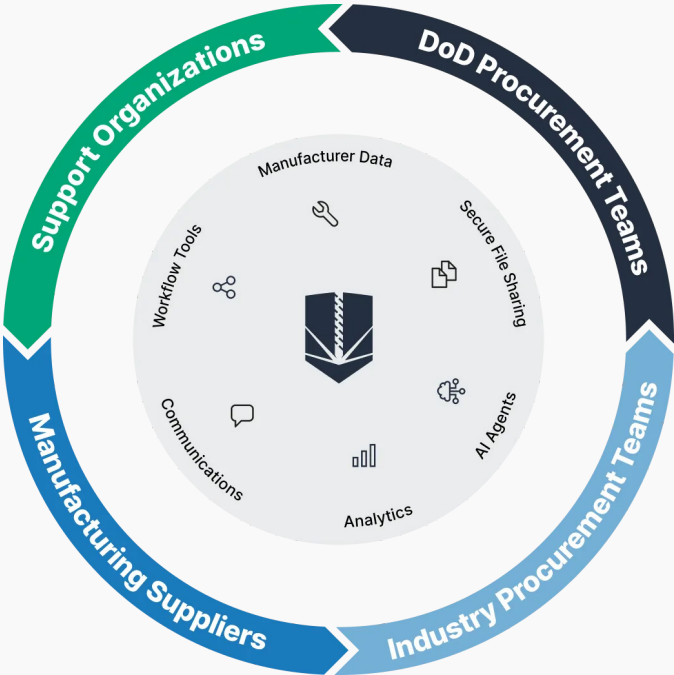 Support Organizations
DoD Procurement Teams
Manufacturer Data
Secure File Sharing
Workflow Tools
AI Agents
Communications
Analytics
Manufacturing Suppliers
Industry Procurement Teams